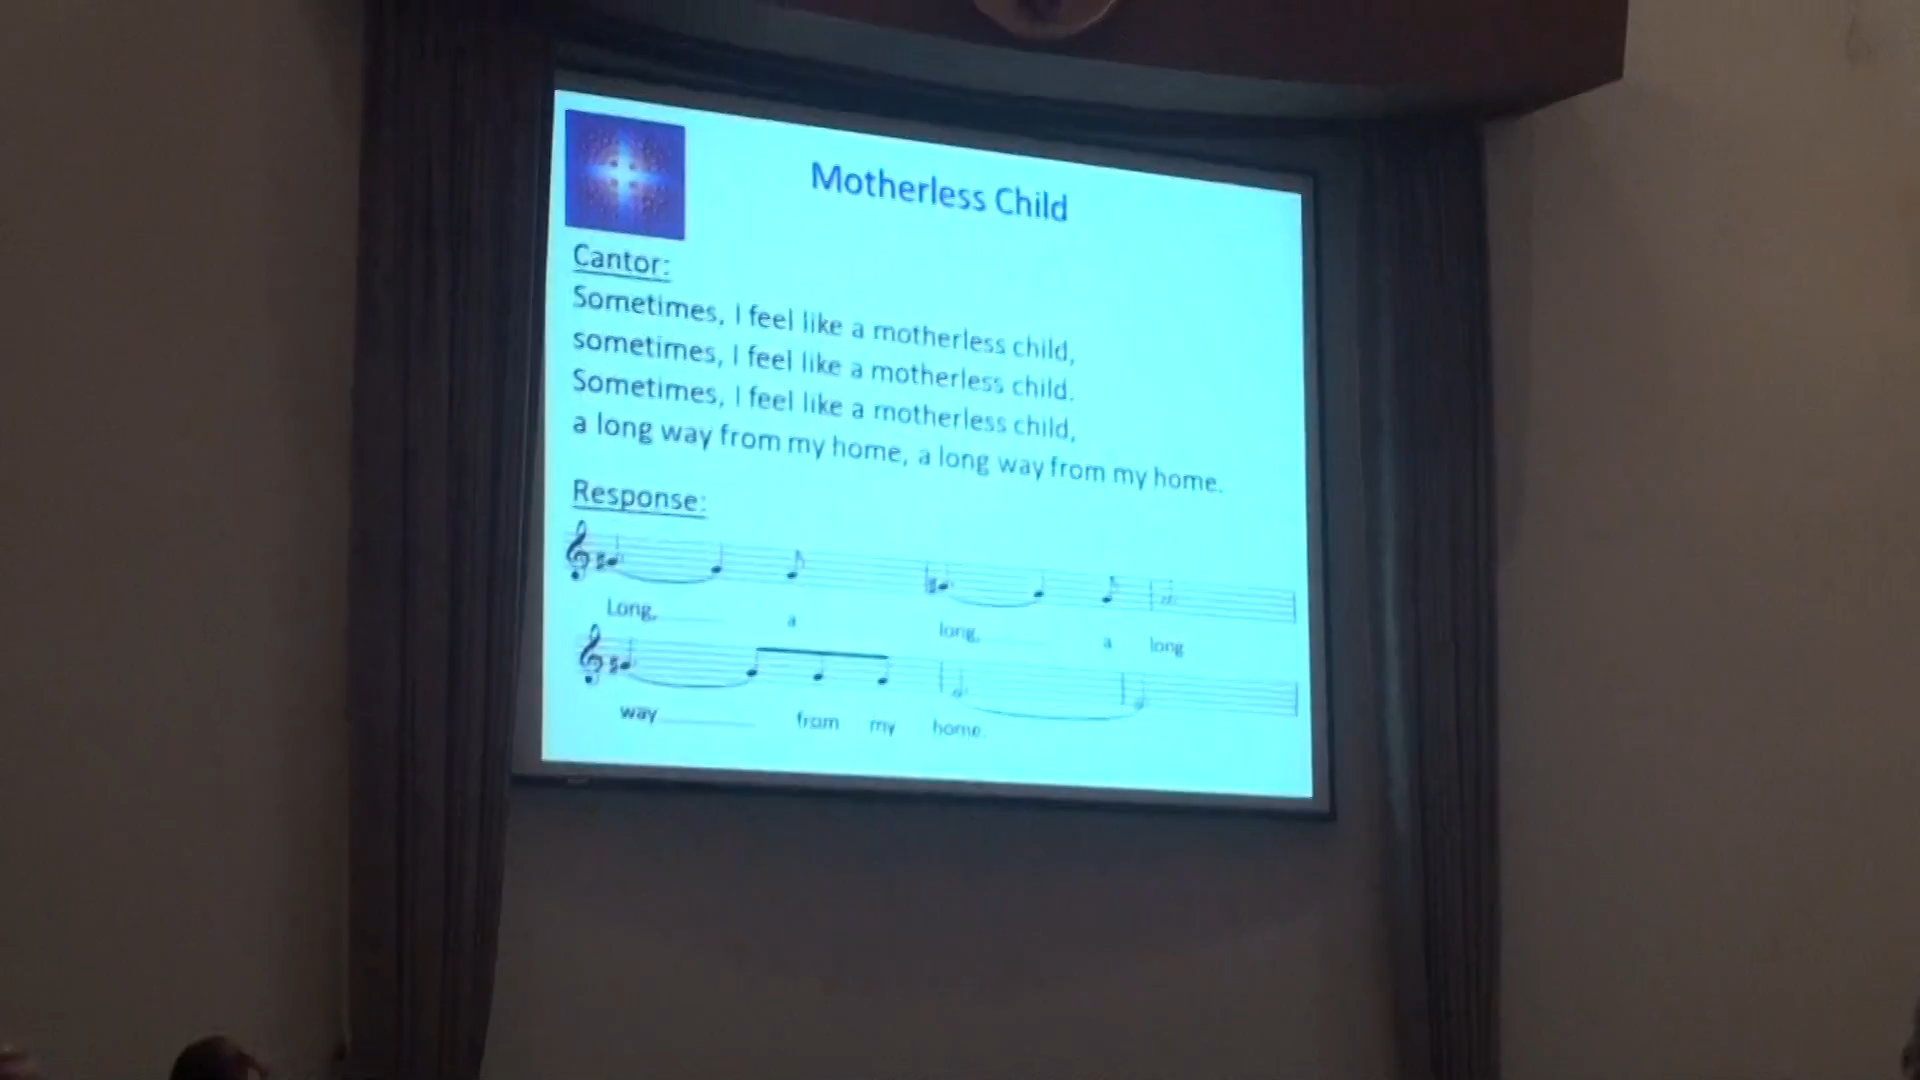 Motherless Child
Cantor:
Sometimes, I feel like a motherless child,
sometimes, I feel like a motherless child.
Sometimes, I feel like a motherless child,
a long way from my home, a long way from my home.
Response:
Long, a long, a long
way from my home.